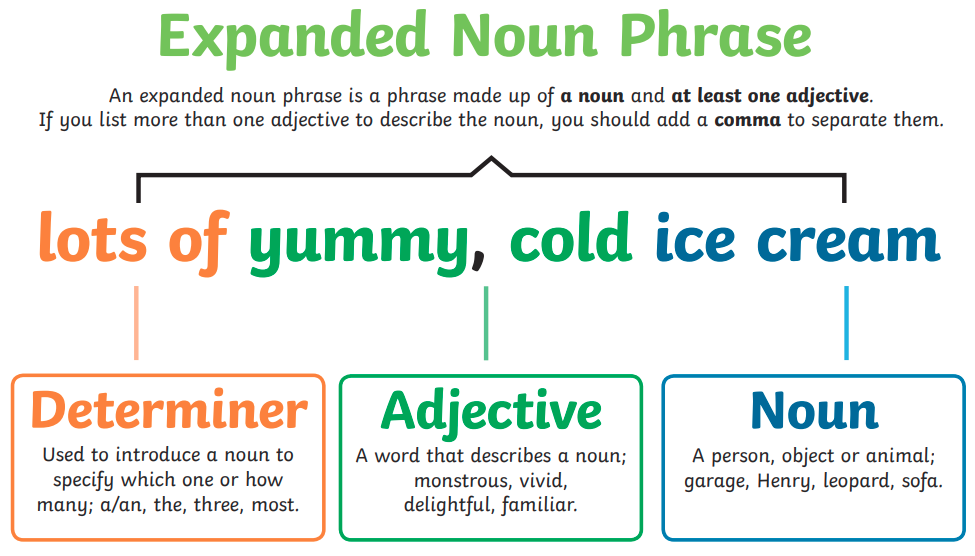 Expanded Noun Phrase
An expanded noun phrase is a phrase made up of a noun and at least one adjective.
If you list more than one adjective to describe the noun, you should add a comma to separate them.
lots of yummy, cold ice cream
Determiner
Used to introduce a noun to
specify which one or how
many; a/an, the, three, most.
Adjective
A word that describes a noun;
monstrous, vivid,
delightful, familiar.
Noun
A person, object or animal;
garage, Henry, leopard, sofa.